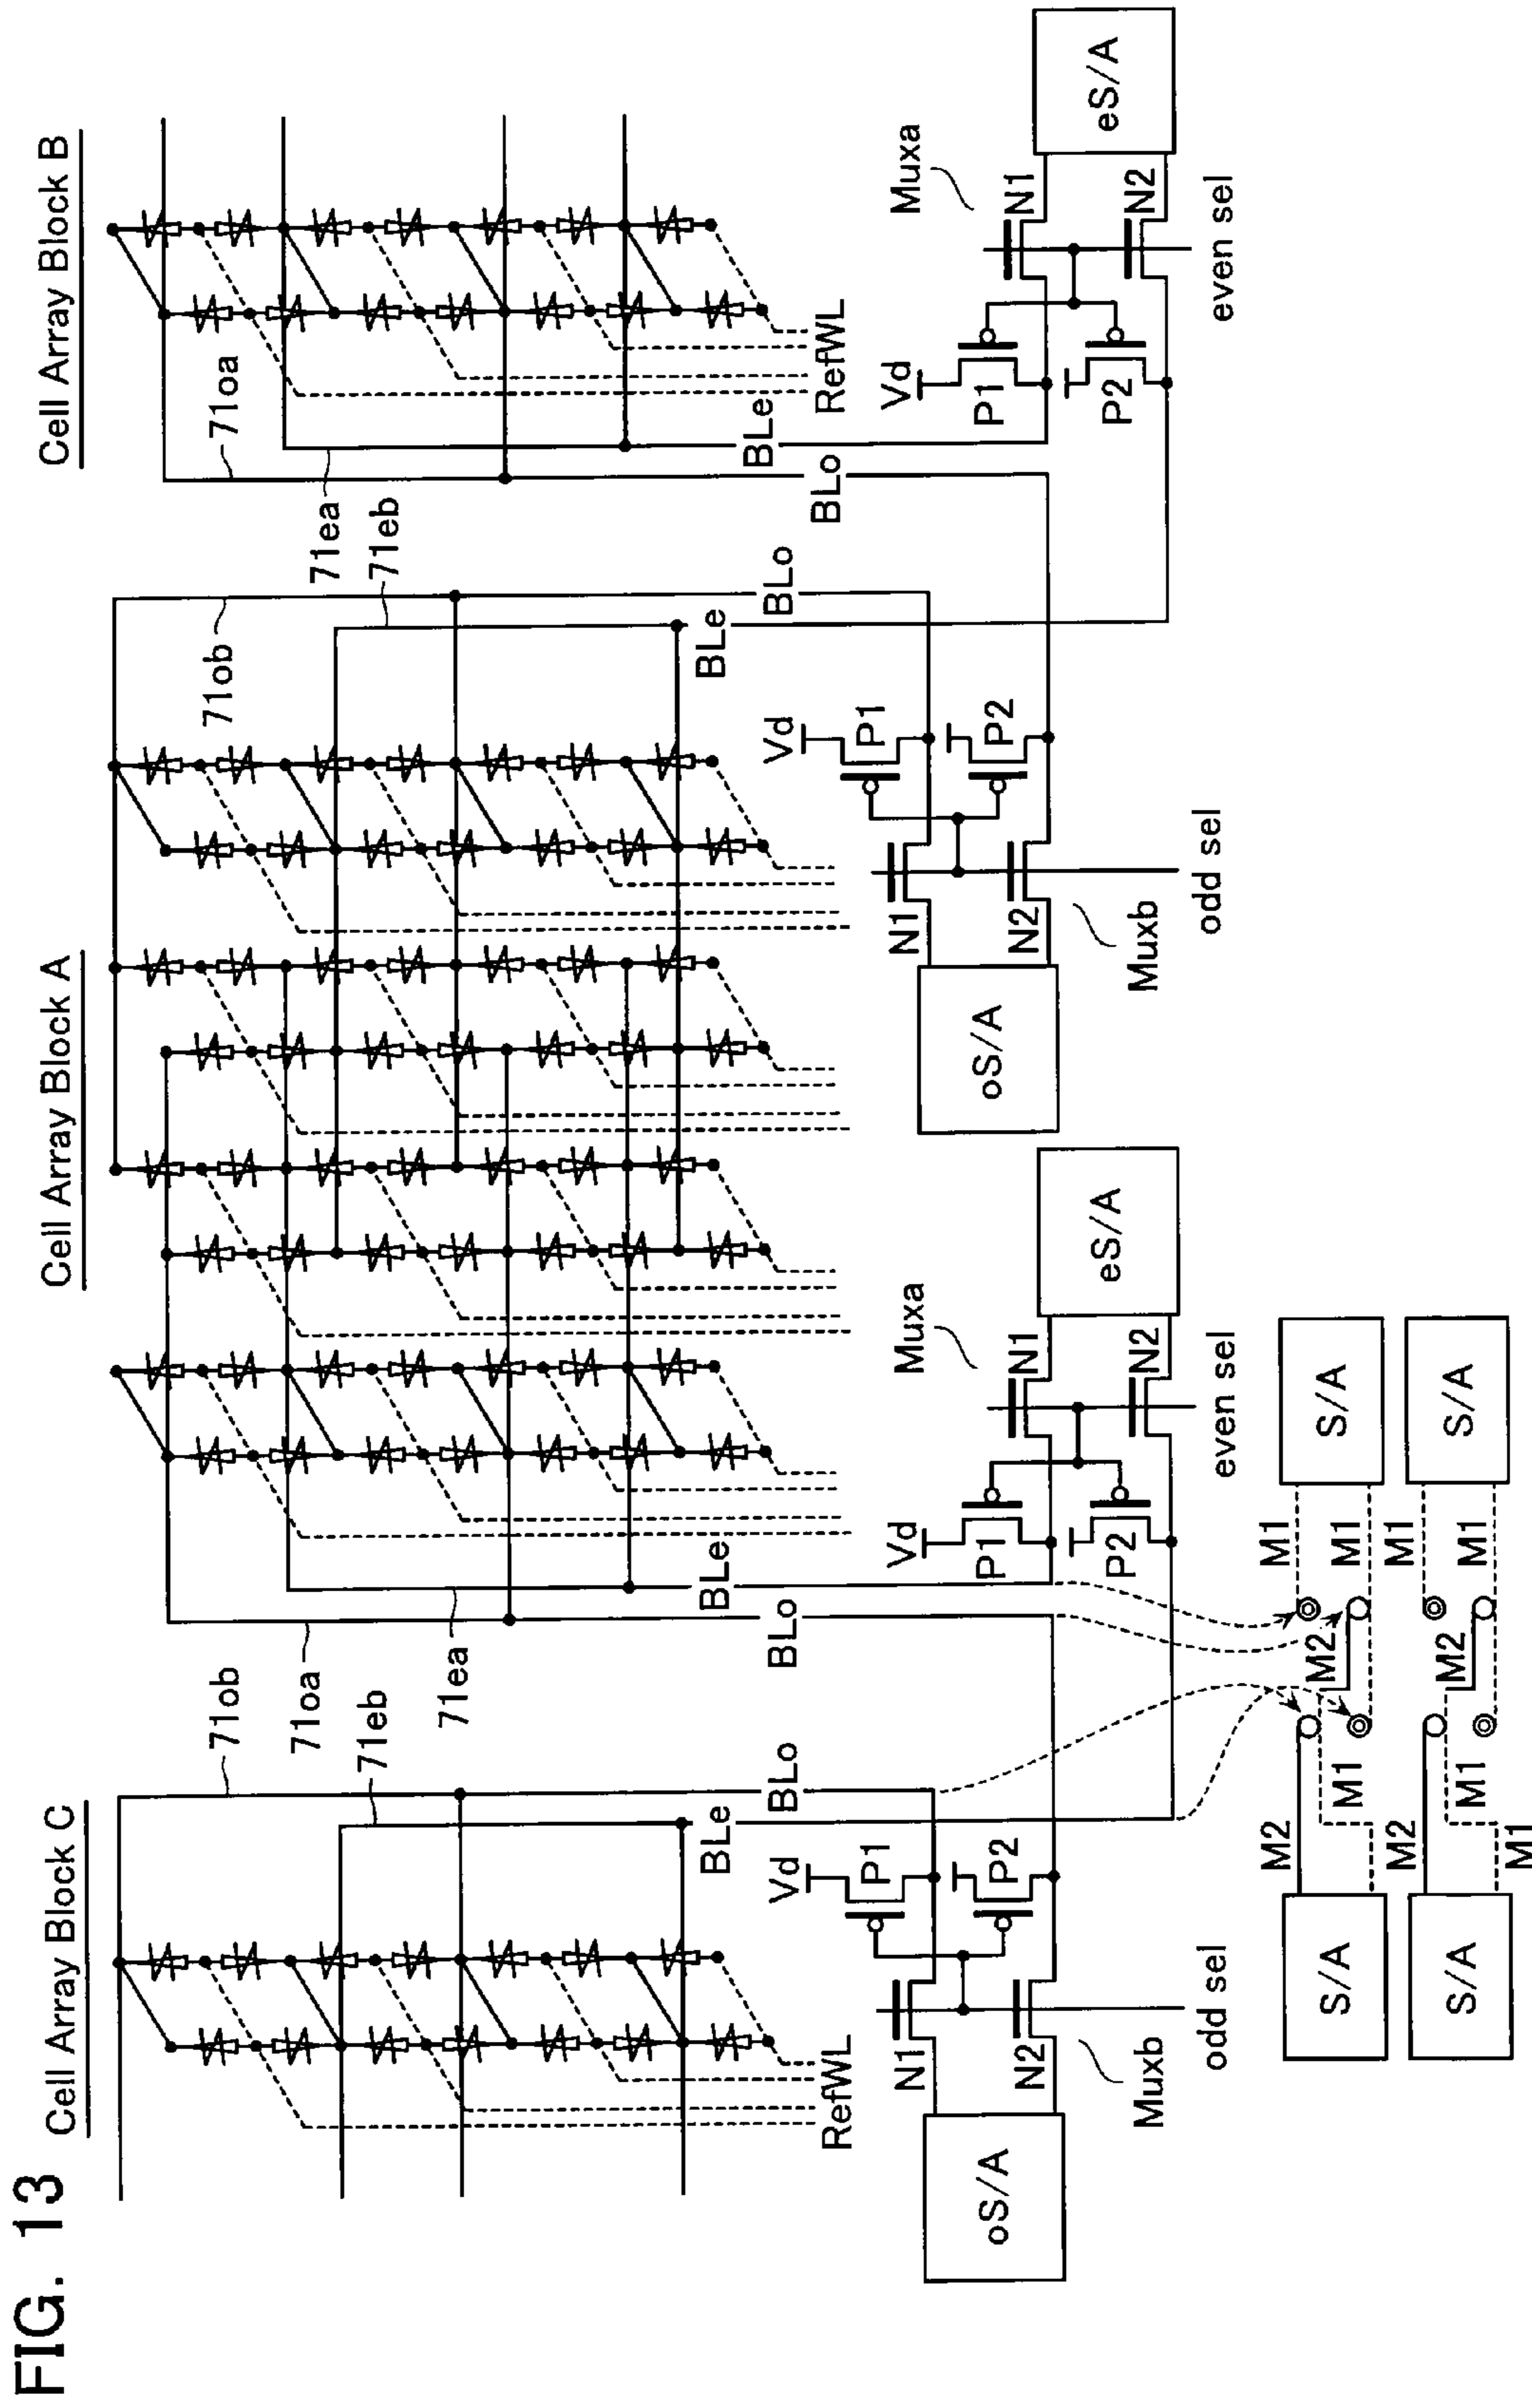 FIG. 13
Cell Array Block C
Cell Array Block A
Cell Array Block B
71ob
71oa
71eb
71ea
71ob
71oa
71ea
71eb
RefWL
BLe
BLo
BLo
BLe
BLe
BLo
BLe
BLo
RefWL
oS/A
N1
N2
Vd
P1
P2
Muxb
odd sel
Vd
P1
P2
N1
N2
Muxa
even sel
eS/A
oS/A
N1
N2
Vd
P1
P2
Muxb
odd sel
Vd
P1
P2
N1
N2
Muxa
even sel
eS/A
S/A
M2
M1
M2
M1
M1
S/A
S/A
M2
M1
M1
M2
M1
M1
S/A